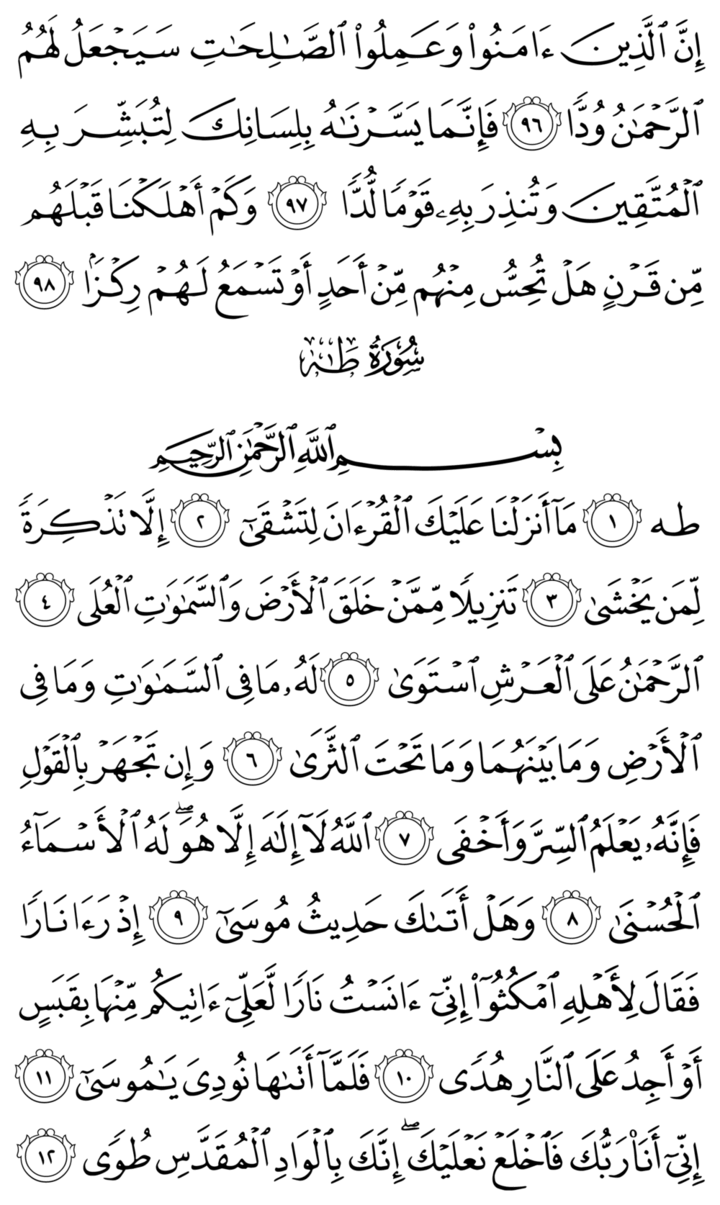 إِنَّ ٱلَّذِينَ ءَامَنُوا۟ وَعَمِلُوا۟ ٱلصَّـٰلِحَـٰتِ سَيَجْعَلُ لَهُمُ
ٱلرَّحْمَـٰنُ وُدًّا ٩٦ فَإِنَّمَا يَسَّرْنَـٰهُ بِلِسَانِكَ لِتُبَشِّرَ بِهِ
ٱلْمُتَّقِينَ وَتُنذِرَ بِهِۦ قَوْمًا لُّدًّا ٩٧ وَكَمْ أَهْلَكْنَا قَبْلَهُم
مِّن قَرْنٍ هَلْ تُحِسُّ مِنْهُم مِّنْ أَحَدٍ أَوْ تَسْمَعُ لَهُمْ رِكْزًۢا ٩٨
سُورَةُ طه
بِسْمِ ٱللَّهِ ٱلرَّحْمَـٰنِ ٱلرَّحِيمِ
طه ١ مَآ أَنزَلْنَا عَلَيْكَ ٱلْقُرْءَانَ لِتَشْقَىٰٓ ٢ إِلَّا تَذْكِرَةً
لِّمَن يَخْشَىٰ ٣ تَنزِيلًا مِّمَّنْ خَلَقَ ٱلْأَرْضَ وَٱلسَّمَـٰوَٰتِ ٱلْعُلَى ٤
ٱلرَّحْمَـٰنُ عَلَى ٱلْعَرْشِ ٱسْتَوَىٰ ٥ لَهُۥ مَا فِى ٱلسَّمَـٰوَٰتِ وَمَا فِى
ٱلْأَرْضِ وَمَا بَيْنَهُمَا وَمَا تَحْتَ ٱلثَّرَىٰ ٦ وَإِن تَجْهَرْ بِٱلْقَوْلِ
فَإِنَّهُۥ يَعْلَمُ ٱلسِّرَّ وَأَخْفَى ٧ ٱللَّهُ لَآ إِلَـٰهَ إِلَّا هُوَ ۖ لَهُ ٱلْأَسْمَآءُ
ٱلْحُسْنَىٰ ٨ وَهَلْ أَتَىٰكَ حَدِيثُ مُوسَىٰٓ ٩ إِذْ رَءَا نَارًا
فَقَالَ لِأَهْلِهِ ٱمْكُثُوٓا۟ إِنِّىٓ ءَانَسْتُ نَارًا لَّعَلِّىٓ ءَاتِيكُم مِّنْهَا بِقَبَسٍ
أَوْ أَجِدُ عَلَى ٱلنَّارِ هُدًى ١٠ فَلَمَّآ أَتَىٰهَا نُودِىَ يَـٰمُوسَىٰٓ ١١
إِنِّىٓ أَنَا۠ رَبُّكَ فَٱخْلَعْ نَعْلَيْكَ ۖ إِنَّكَ بِٱلْوَادِ ٱلْمُقَدَّسِ طُوًى ١٢